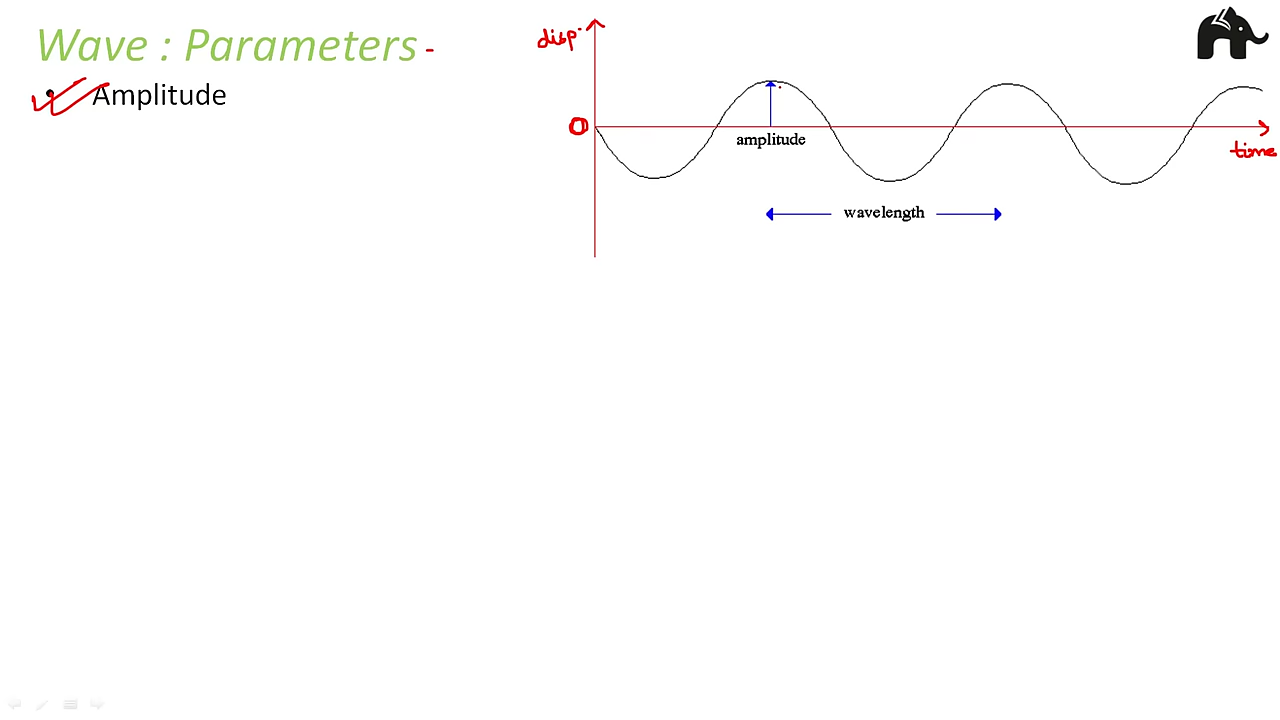 Wave : Parameters -
• Amplitude
disp.
0
time
amplitude
wavelength